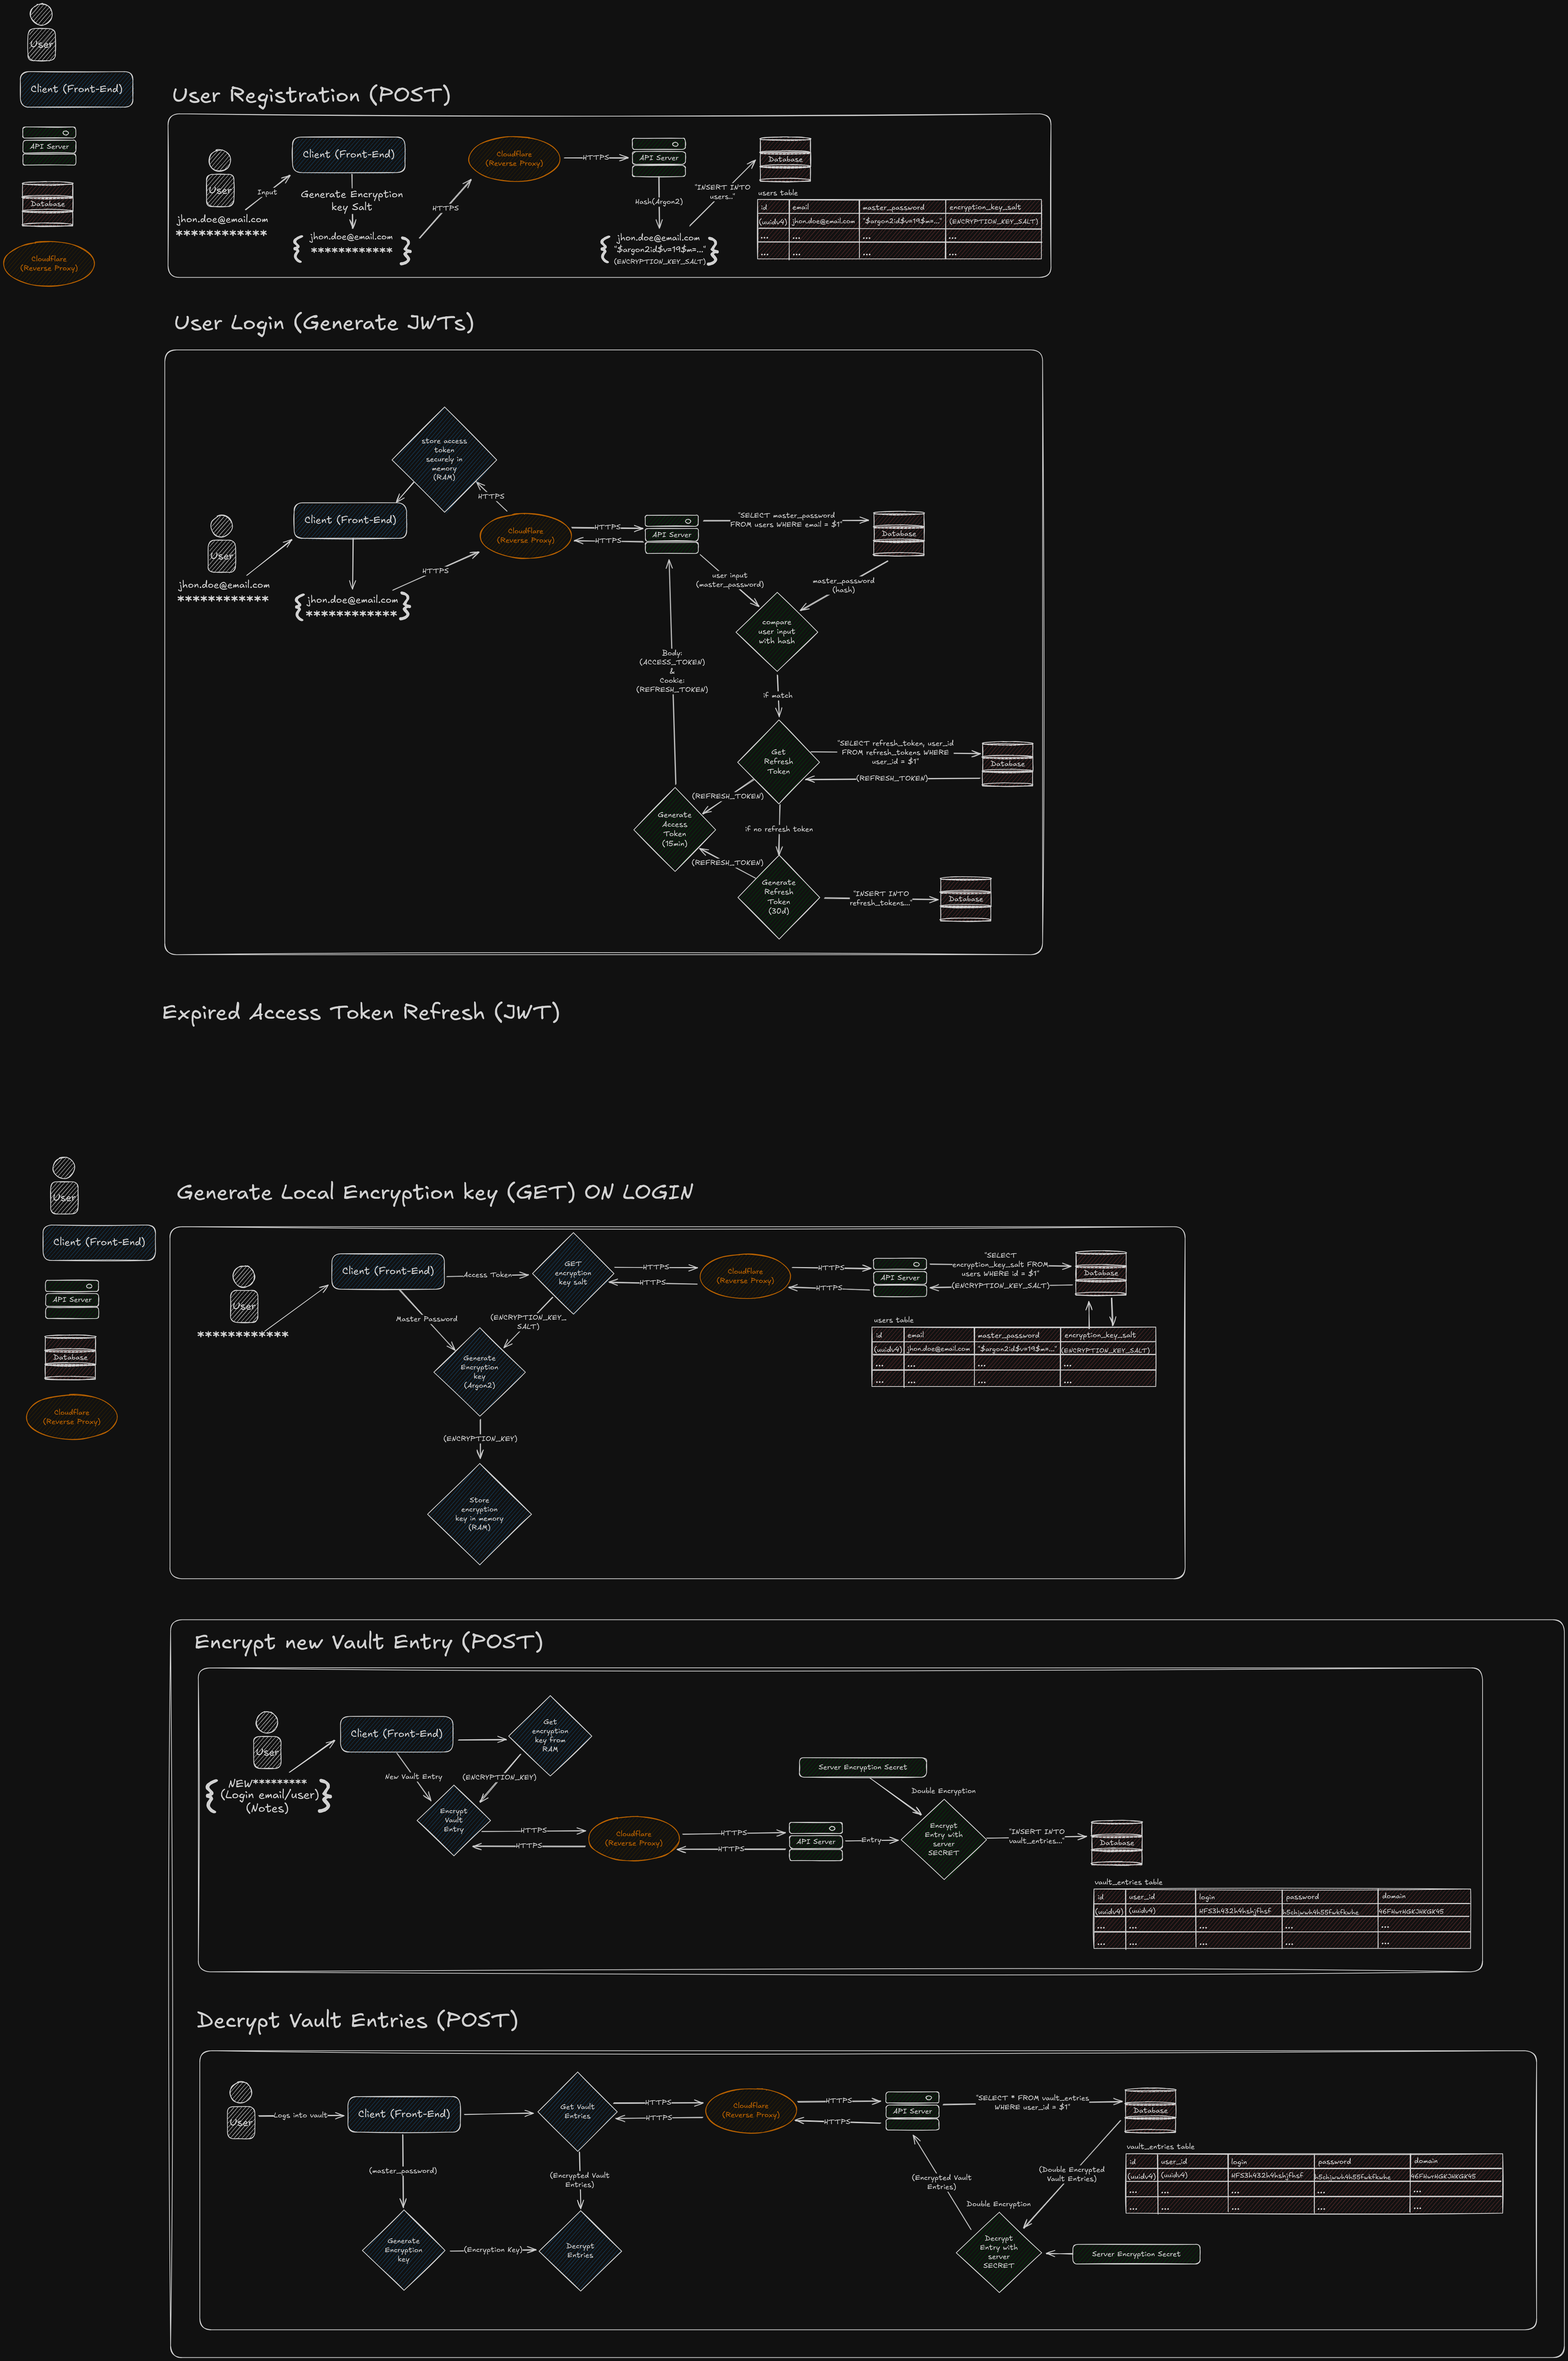 User
Client (Front-End)
API Server
Database
Cloudflare
(Reverse Proxy)
User Registration (POST)
User
jhon.doe@email.com
************
Input
Client (Front-End)
Generate Encryption
key Salt
jhon.doe@email.com
************
HTTPS
Cloudflare
(Reverse Proxy)
HTTPS
API Server
Hash(Argon2)
jhon.doe@email.com
"$argon2id$v=19$m=..."
(ENCRYPTION_KEY_SALT)
"INSERT INTO
users..."
Database
users table
id email master_password encryption_key_salt
(uuidv4) jhon.doe@email.com "$argon2id$v=19$m=..." (ENCRYPTION_KEY_SALT)
... ... ... ...
... ... ... ...
User Login (Generate JWTs)
store access
token
securely in
memory
(RAM)
HTTPS
User
jhon.doe@email.com
************
Client (Front-End)
jhon.doe@email.com
************
HTTPS
Cloudflare
(Reverse Proxy)
HTTPS
HTTPS
API Server
"SELECT master_password
FROM users WHERE email = $1"
Database
user input
(master_password)
master_password
(hash)
compare
user input
with hash
if match
Body:
(ACCESS_TOKEN)
&
Cookie:
(REFRESH_TOKEN)
Get
Refresh
Token
"SELECT refresh_token, user_id
FROM refresh_tokens WHERE
user_id = $1"
(REFRESH_TOKEN)
Database
(REFRESH_TOKEN)
Generate
Access
Token
(15min)
if no refresh token
(REFRESH_TOKEN)
Generate
Refresh
Token
(30d)
"INSERT INTO
refresh_tokens..."
Database
Expired Access Token Refresh (JWT)
User
Client (Front-End)
API Server
Database
Cloudflare
(Reverse Proxy)
Generate Local Encryption key (GET) ON LOGIN
User
************
Client (Front-End)
Access Token
GET
encryption
key salt
HTTPS
HTTPS
Cloudflare
(Reverse Proxy)
HTTPS
HTTPS
API Server
"SELECT
encryption_key_salt FROM
users WHERE id = $1"
(ENCRYPTION_KEY_SALT)
Database
Master Password
(ENCRYPTION_KEY_
SALT)
Generate
Encryption
key
(Argon2)
(ENCRYPTION_KEY)
Store
encryption
key in memory
(RAM)
users table
id email master_password encryption_key_salt
(uuidv4) jhon.doe@email.com "$argon2id$v=19$m=..." (ENCRYPTION_KEY_SALT)
... ... ... ...
... ... ... ...
Encrypt new Vault Entry (POST)
User
NEW*********
(Login email/user)
(Notes)
Client (Front-End)
Get
encryption
key from
RAM
New Vault Entry
(ENCRYPTION_KEY)
Encrypt
Vault
Entry
HTTPS
HTTPS
Cloudflare
(Reverse Proxy)
HTTPS
HTTPS
API Server
Entry
Server Encryption Secret
Double Encryption
Encrypt
Entry with
server
SECRET
"INSERT INTO
vault_entries..."
Database
vault_entries table
id user_id login password domain
(uuidv4) (uuidv4) HFS3h432h4hshjfhsf
... ... ... ... ...
... ... ... ... ...
Decrypt Vault Entries (POST)
User
Logs into vault
Client (Front-End)
Get Vault
Entries
HTTPS
HTTPS
Cloudflare
(Reverse Proxy)
HTTPS
HTTPS
API Server
"SELECT * FROM vault_entries
WHERE user_id = $1"
Database
(master_password)
(Encrypted Vault
Entries)
Generate
Encryption
key
(Encryption Key)
Decrypt
Entries
(Encrypted Vault
Entries)
(Double Encrypted
Vault Entries)
Double Encryption
Decrypt
Entry with
server
SECRET
Server Encryption Secret
vault_entries table
id user_id login password domain
(uuidv4) (uuidv4) HFS3h432h4hshjfhsf
... ... ... ... ...
... ... ... ... ...